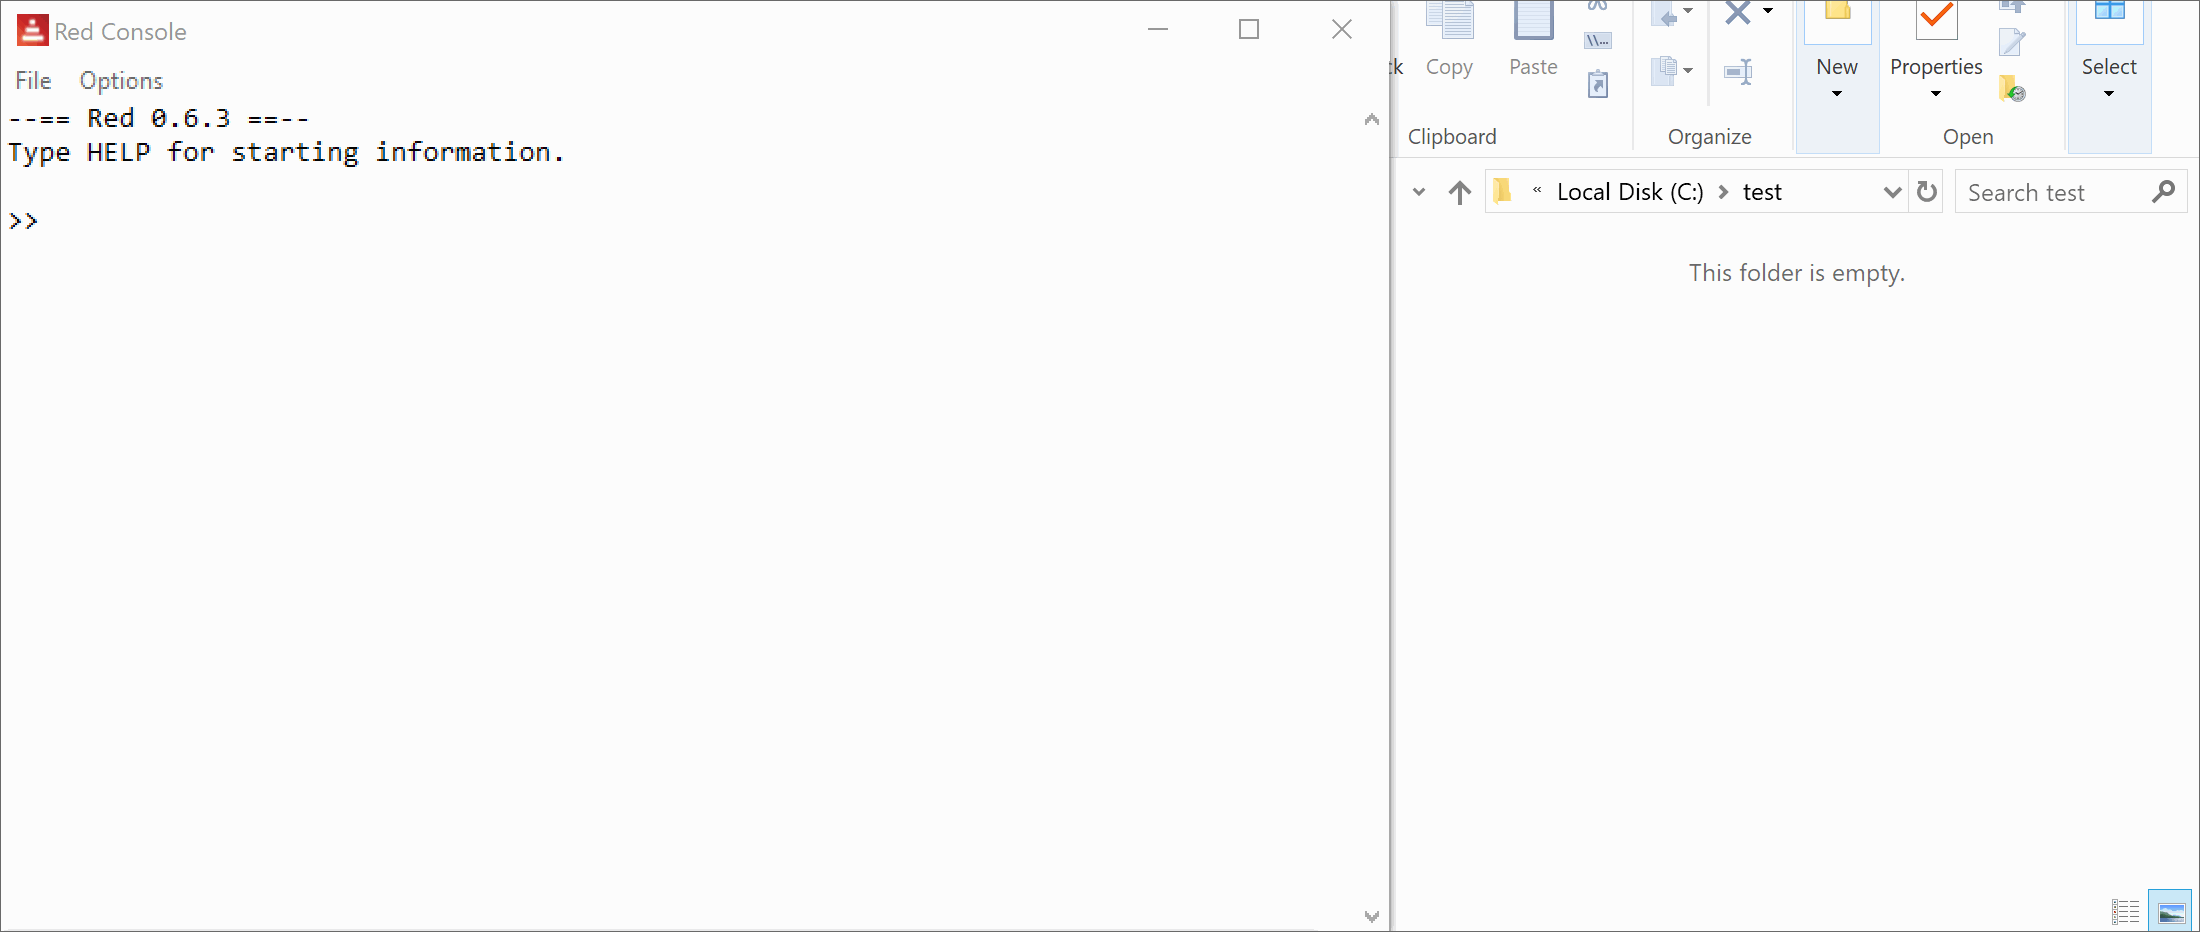 Red Console
File Options
--== Red 0.6.3 ==--
Type HELP for starting information.
>>
Copy Paste
Clipboard
Organize
New
Properties
Open
Select
« Local Disk (C:) > test
Search test
This folder is empty.